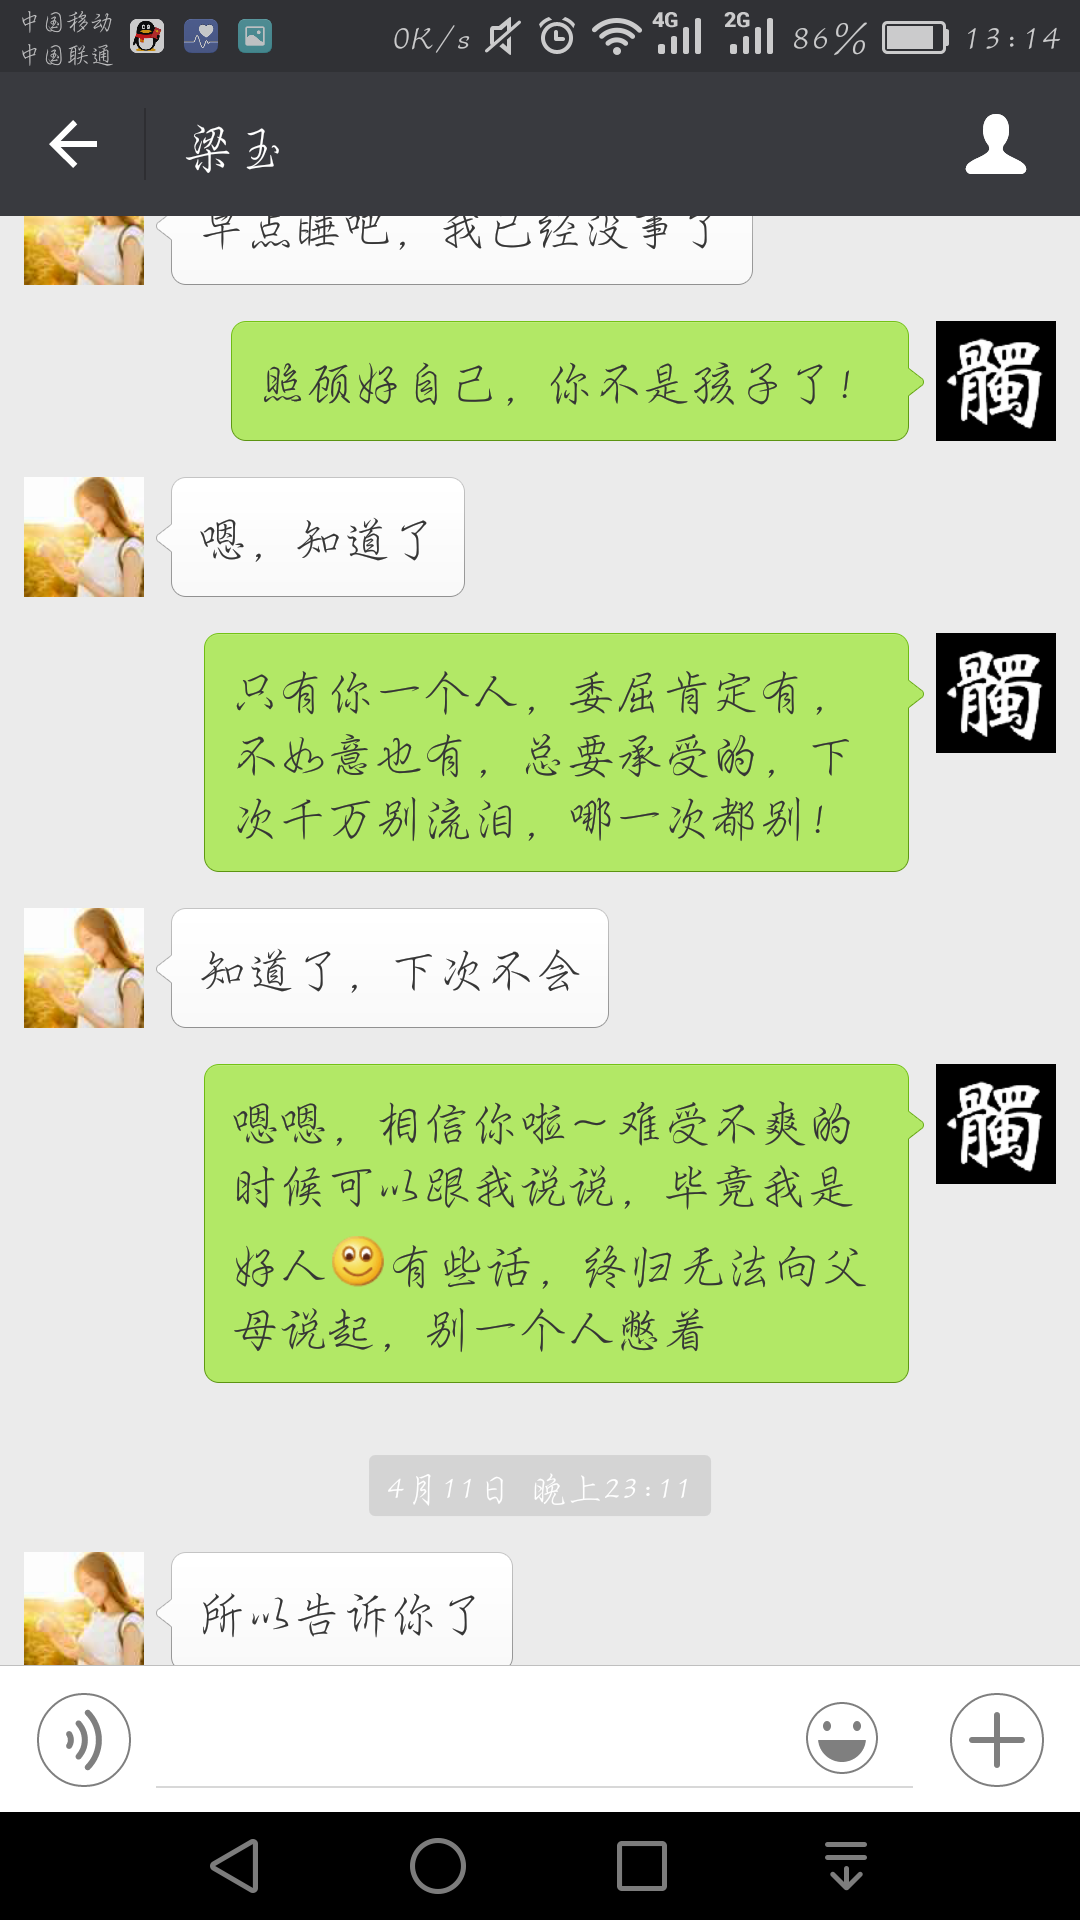 中国移动
中国联通
0K/s
4G
2G
86%
13:14
梁玉
早点睡吧，我已经没事了
照顾好自己，你不是孩子了！
髑
嗯，知道了
只有你一个人，委屈肯定有，
不如意也有，总要承受的，下
次千万别流泪，哪一次都别！
髑
知道了，下次不会
嗯嗯，相信你啦～难受不爽的
时候可以跟我说说，毕竟我是
好人有些话，终归无法向父
母说起，别一个人憋着
髑
4月11日 晚上23:11
所以告诉你了